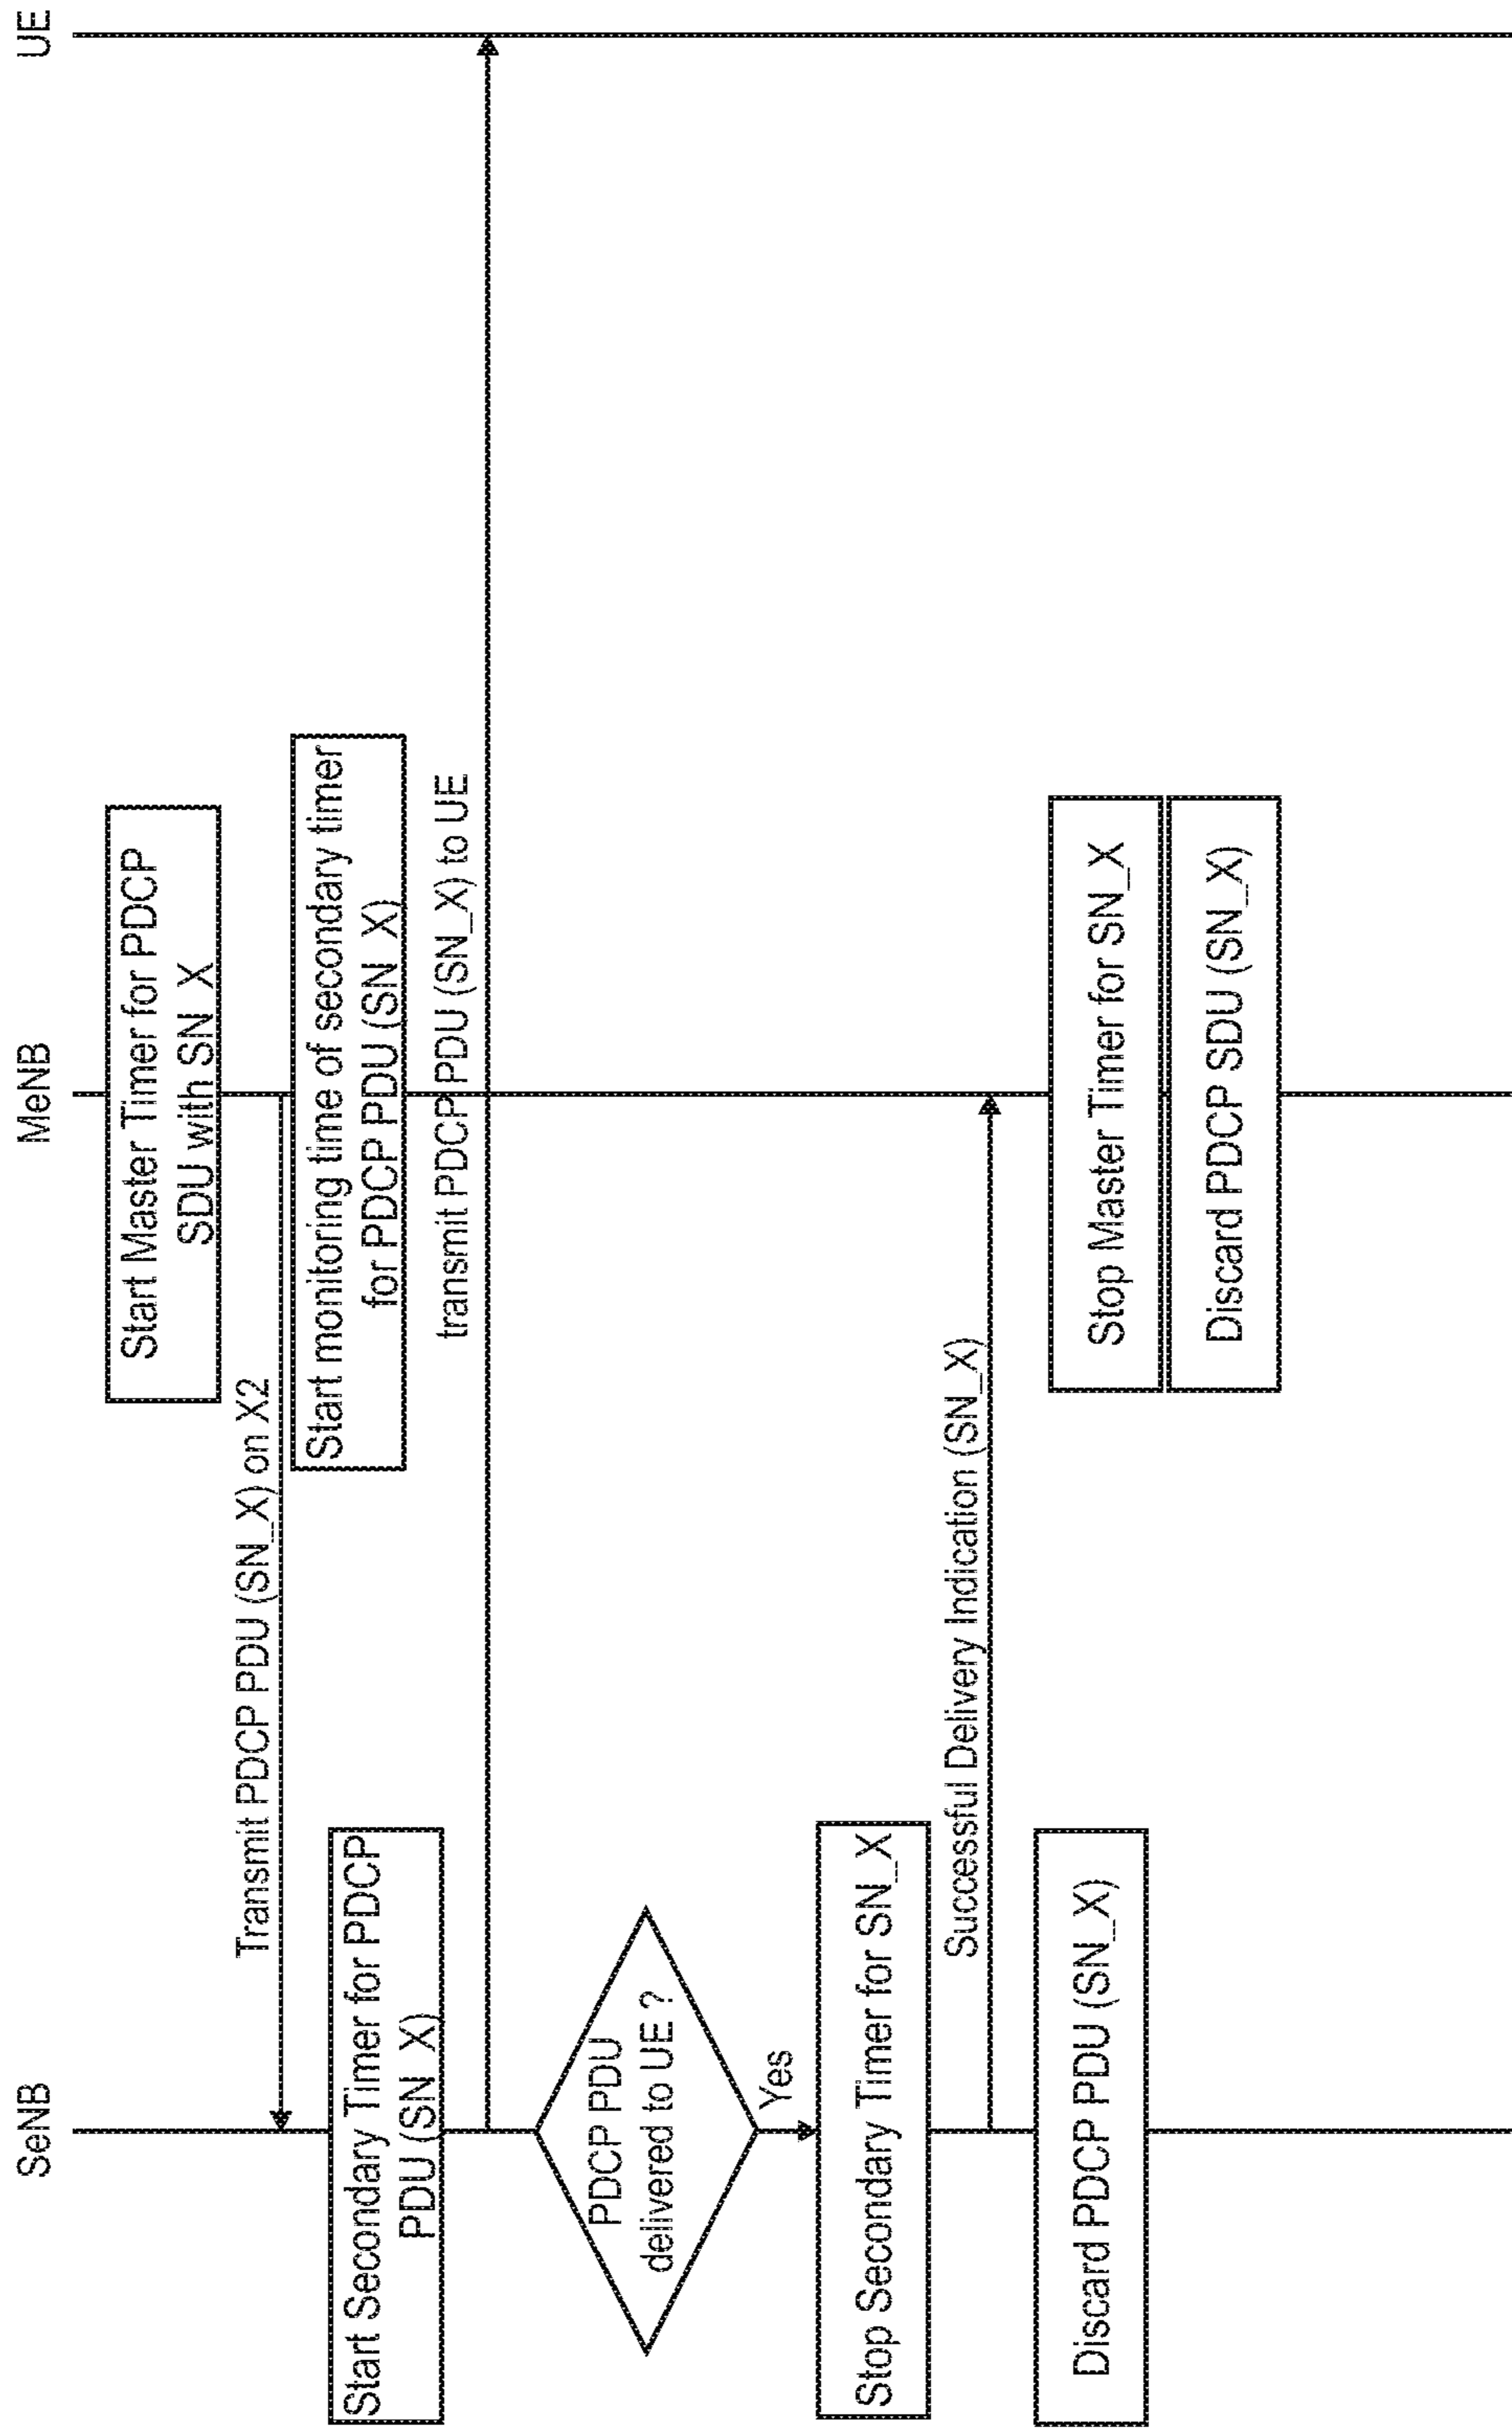 SeNB
MeNB
UE
Start Master Timer for PDCP
SDU with SN_X
Transmit PDCP PDU (SN_X) on X2
Start monitoring time of secondary timer
for PDCP PDU (SN_X)
Start Secondary Timer for PDCP
PDU (SN_X)
transmit PDCP PDU (SN_X) to UE
PDCP PDU
delivered to UE ?
Yes
Stop Secondary Timer for SN_X
Successful Delivery Indication (SN_X)
Discard PDCP PDU (SN_X)
Stop Master Timer for SN_X
Discard PDCP SDU (SN_X)